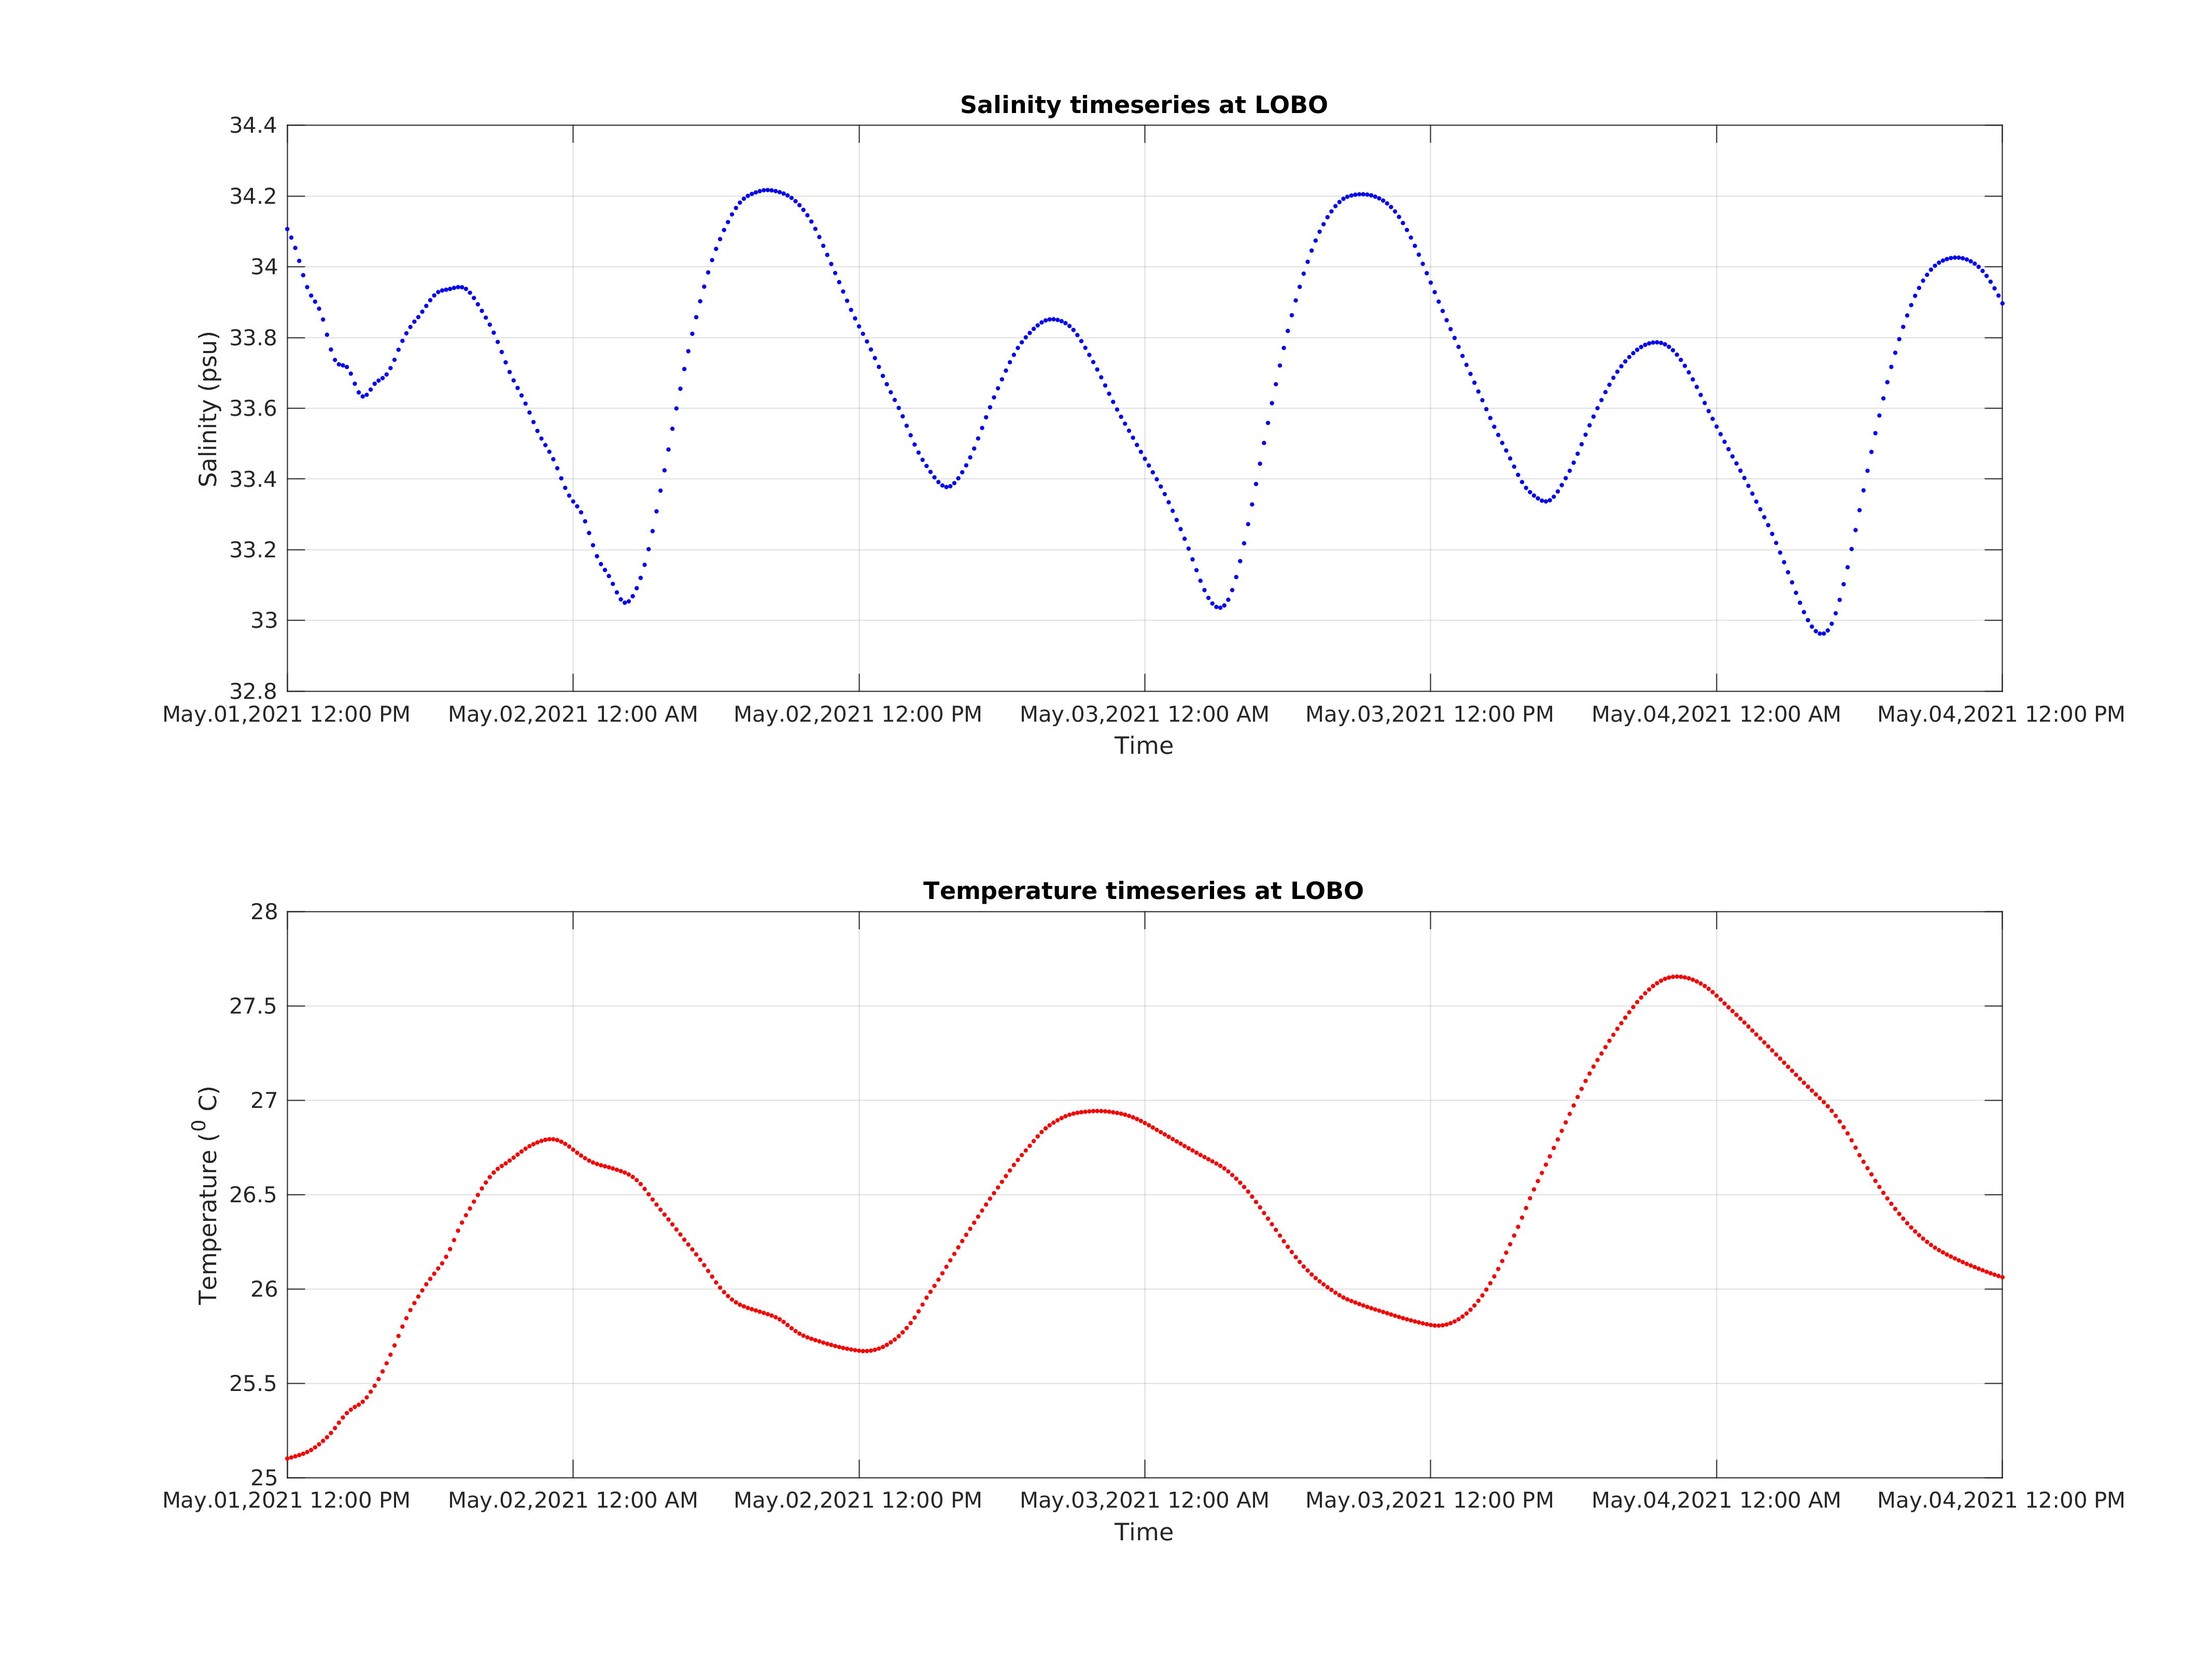 Salinity timeseries at LOBO
34.4
34.2
34
33.8
33.6
33.4
33.2
33
32.8
Salinity (psu)
May.01,2021 12:00 PM May.02,2021 12:00 AM May.02,2021 12:00 PM May.03,2021 12:00 AM May.03,2021 12:00 PM May.04,2021 12:00 AM May.04,2021 12:00 PM
Time
Temperature timeseries at LOBO
28
27.5
27
26.5
26
25.5
25
Temperature (⁰ C)
May.01,2021 12:00 PM May.02,2021 12:00 AM May.02,2021 12:00 PM May.03,2021 12:00 AM May.03,2021 12:00 PM May.04,2021 12:00 AM May.04,2021 12:00 PM
Time